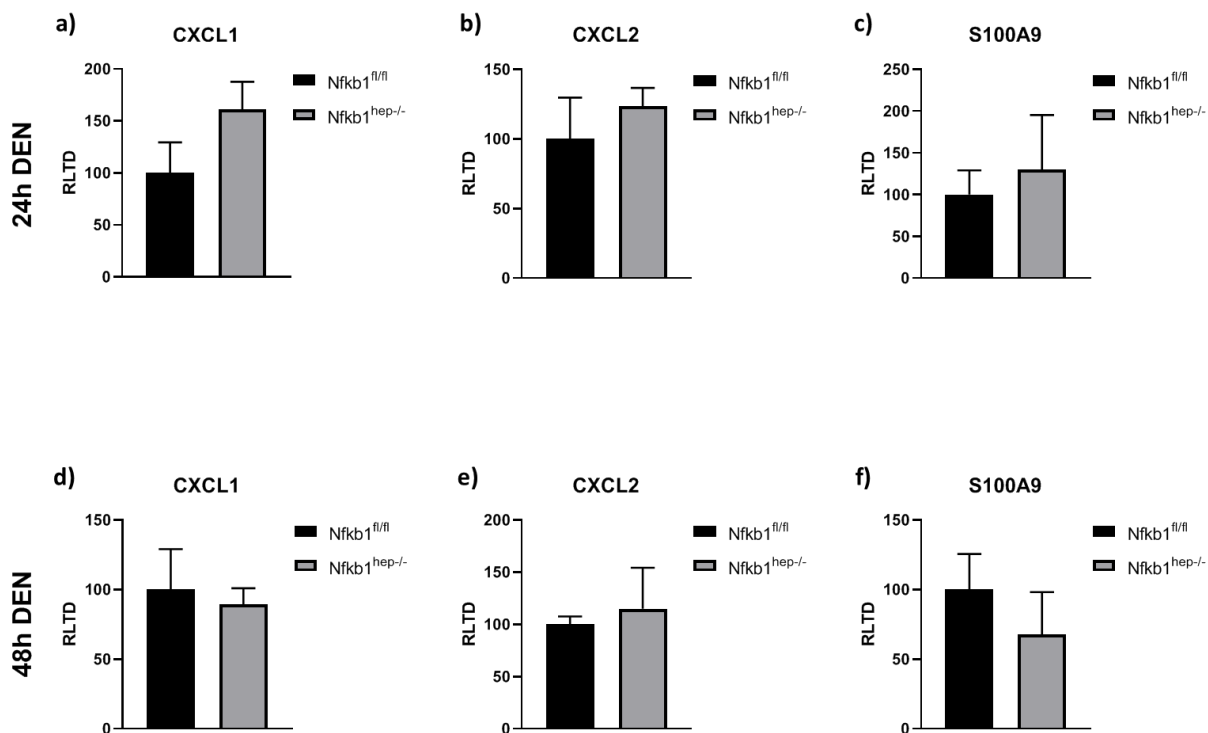 a)
CXCL1
200
150
100
50
0
RLTD
Nfkb1fl/fl
Nfkb1hep-/-
b)
CXCL2
150
100
50
0
RLTD
Nfkb1fl/fl
Nfkb1hep-/-
c)
S100A9
250
200
150
100
50
0
RLTD
Nfkb1fl/fl
Nfkb1hep-/-
24h DEN
d)
CXCL1
150
100
50
0
RLTD
Nfkb1fl/fl
Nfkb1hep-/-
e)
CXCL2
200
150
100
50
0
RLTD
Nfkb1fl/fl
Nfkb1hep-/-
f)
S100A9
150
100
50
0
RLTD
Nfkb1fl/fl
Nfkb1hep-/-
48h DEN